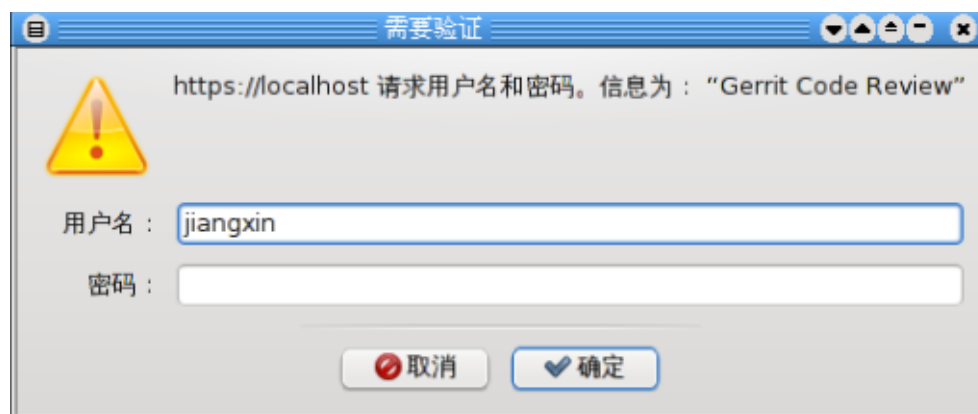 需要验证
https://localhost 请求用户名和密码。信息为： “Gerrit Code Review”
用户名：
jiangxin
密码：
取消
确定